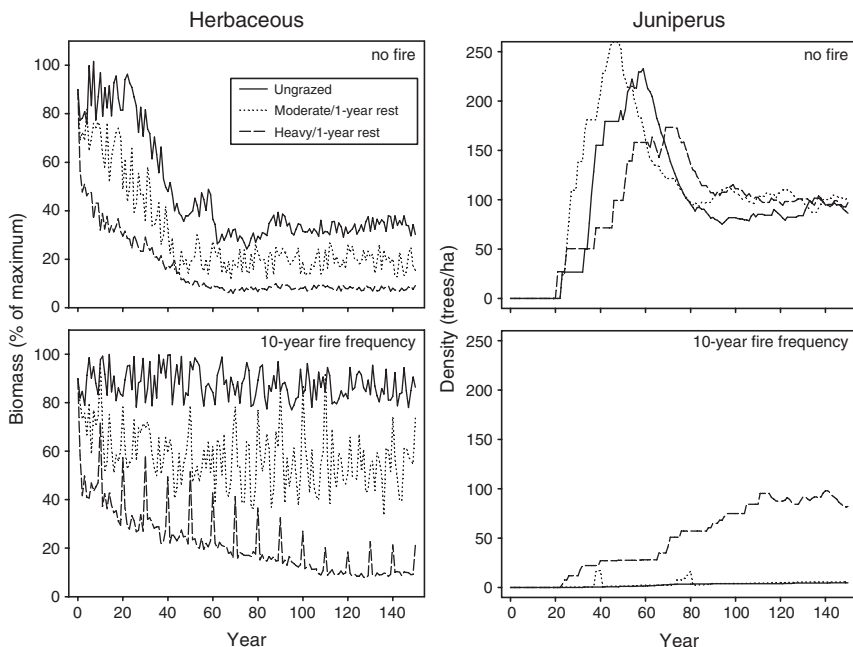 Herbaceous
Juniperus
no fire
Ungrazed
Moderate/1-year rest
Heavy/1-year rest
100
80
60
40
20
0
no fire
250
200
150
100
50
0
Biomass (% of maximum)
Density (trees/ha)
10-year fire frequency
100
80
60
40
20
0
0 20 40 60 80 100 120 140
Year
10-year fire frequency
250
200
150
100
50
0
0 20 40 60 80 100 120 140
Year